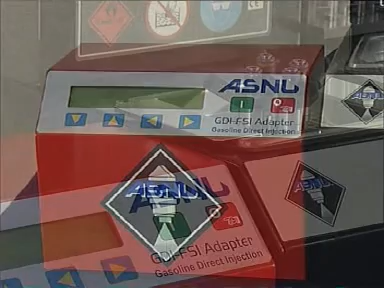 ASNU
GDI-FSI Adapter
Gasoline Direct Injection
ASNU
ASNU
ASNU
ASNU
GDI-FSI Adapter
Gasoline Direct Injection